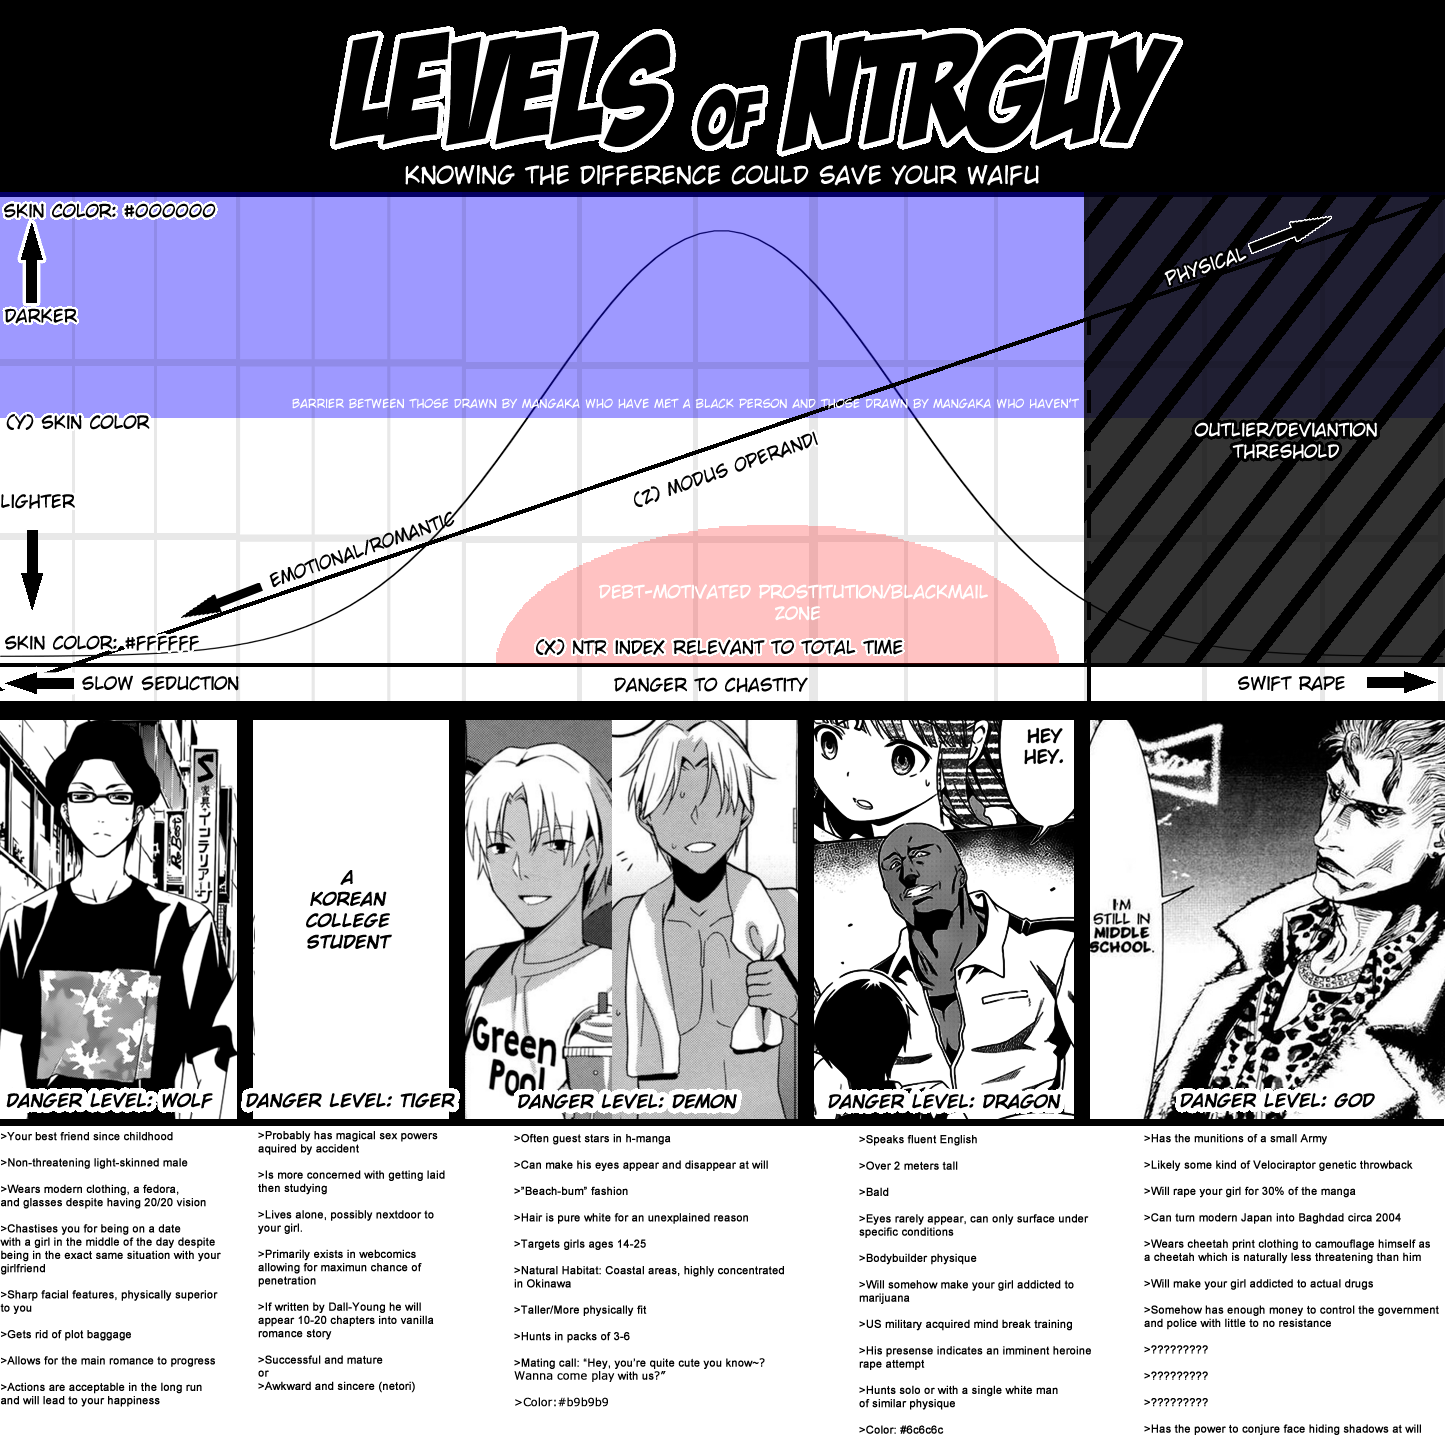 LEVELS OF NTRGUY
KNOWING THE DIFFERENCE COULD SAVE YOUR WAIFU
SKIN COLOR: #000000
DARKER
PHYSICAL
BARRIER BETWEEN THOSE DRAWN BY MANGAKA WHO HAVE MET A BLACK PERSON AND THOSE DRAWN BY MANGAKA WHO HAVEN'T
(Y) SKIN COLOR
OUTLIER/DEVIANTION
THRESHOLD
(Z) MODUS OPERANDI
LIGHTER
EMOTIONAL/ROMANTIC
DEBT-MOTIVATED PROSTITUTION/BLACKMAIL
ZONE
SKIN COLOR: #FFFFFF
(X) NTR INDEX RELEVANT TO TOTAL TIME
SLOW SEDUCTION
DANGER TO CHASTITY
SWIFT RAPE
S
家具・インテリア・サ
Re Best
DANGER LEVEL: WOLF
A
KOREAN
COLLEGE
STUDENT
DANGER LEVEL: TIGER
Green
Pool
DANGER LEVEL: DEMON
HEY
HEY.
DANGER LEVEL: DRAGON
I'M
STILL IN
MIDDLE
SCHOOL.
DANGER LEVEL: GOD
>Your best friend since childhood
>Non-threatening light-skinned male
>Wears modern clothing, a fedora,
and glasses despite having 20/20 vision
>Chastises you for being on a date
with a girl in the middle of the day despite
being in the exact same situation with your
girlfriend
>Sharp facial features, physically superior
to you
>Gets rid of plot baggage
>Allows for the main romance to progress
>Actions are acceptable in the long run
and will lead to your happiness
>Probably has magical sex powers
aquired by accident
>Is more concerned with getting laid
then studying
>Lives alone, possibly nextdoor to
your girl.
>Primarily exists in webcomics
allowing for maximun chance of
penetration
>If written by Dall-Young he will
appear 10-20 chapters into vanilla
romance story
>Successful and mature
or
>Awkward and sincere (netori)
>Often guest stars in h-manga
>Can make his eyes appear and disappear at will
>"Beach-bum" fashion
>Hair is pure white for an unexplained reason
>Targets girls ages 14-25
>Natural Habitat: Coastal areas, highly concentrated
in Okinawa
>Taller/More physically fit
>Hunts in packs of 3-6
>Mating call: "Hey, you're quite cute you know~?
Wanna come play with us?"
>Color:#b9b9b9
>Speaks fluent English
>Over 2 meters tall
>Bald
>Eyes rarely appear, can only surface under
specific conditions
>Bodybuilder physique
>Will somehow make your girl addicted to
marijuana
>US military acquired mind break training
>His presense indicates an imminent heroine
rape attempt
>Hunts solo or with a single white man
of similar physique
>Color: #6c6c6c
>Has the munitions of a small Army
>Likely some kind of Velociraptor genetic throwback
>Will rape your girl for 30% of the manga
>Can turn modern Japan into Baghdad circa 2004
>Wears cheetah print clothing to camouflage himself as
a cheetah which is naturally less threatening than him
>Will make your girl addicted to actual drugs
>Somehow has enough money to control the government
and police with little to no resistance
>?????????
>?????????
>?????????
>Has the power to conjure face hiding shadows at will